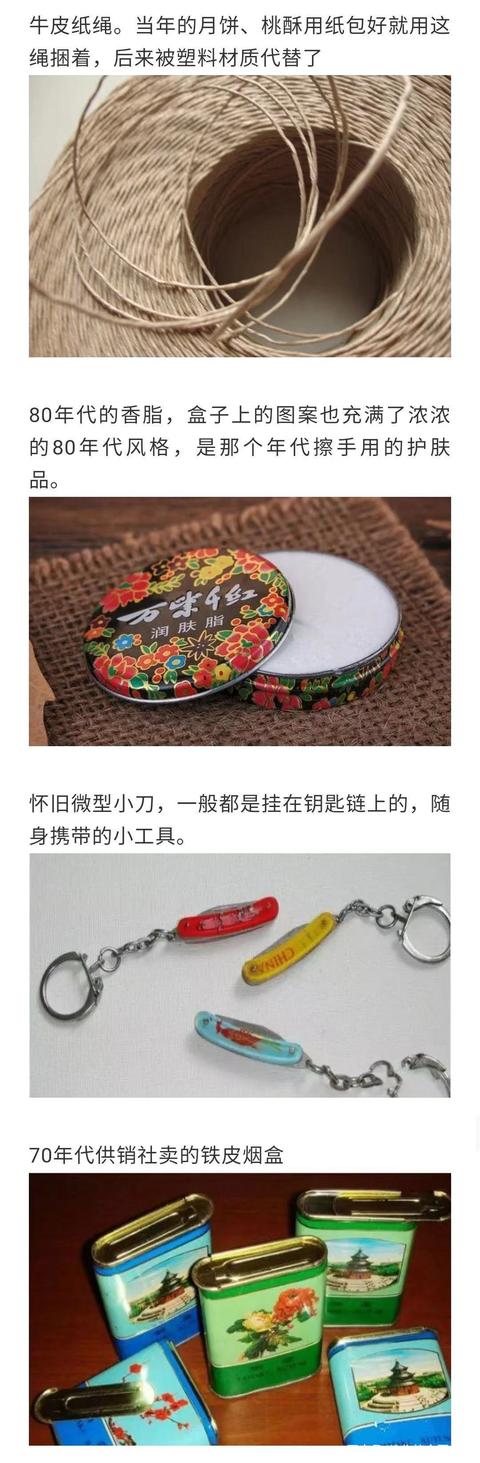 牛皮纸绳。当年的月饼、桃酥用纸包好就用这
绳捆着，后来被塑料材质代替了
80年代的香脂，盒子上的图案也充满了浓浓
的80年代风格，是那个年代擦手用的护肤
品。
万紫千红
润肤脂
怀旧微型小刀，一般都是挂在钥匙链上的，随
身携带的小工具。
CHINA
70年代供销社卖的铁皮烟盒